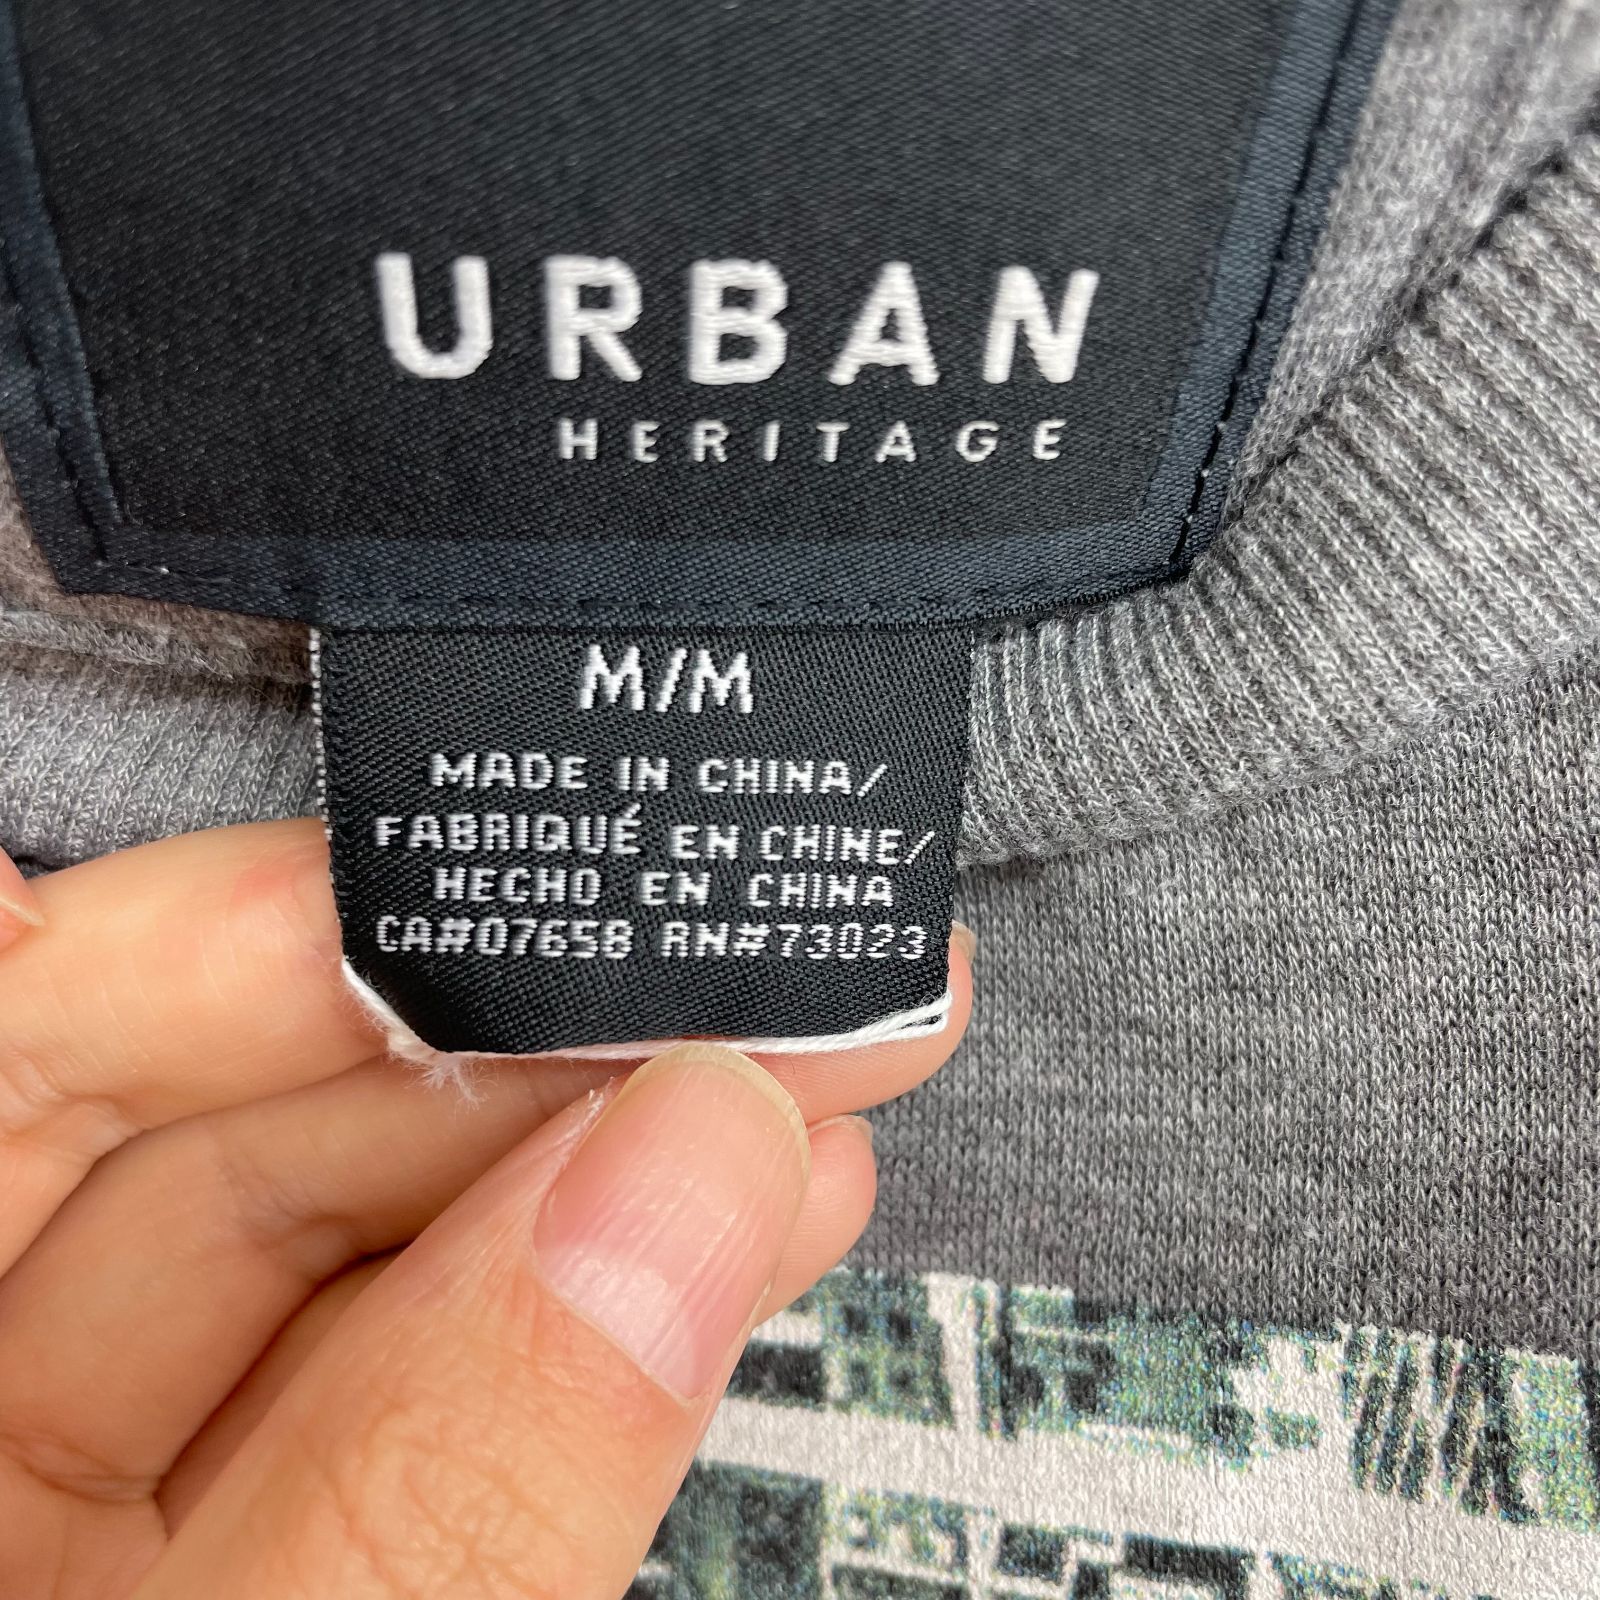 URBAN
HERITAGE
M/M
MADE IN CHINA/
FABRIQUÉ EN CHINE/
HECHO EN CHINA
CA#07658 RN#73023